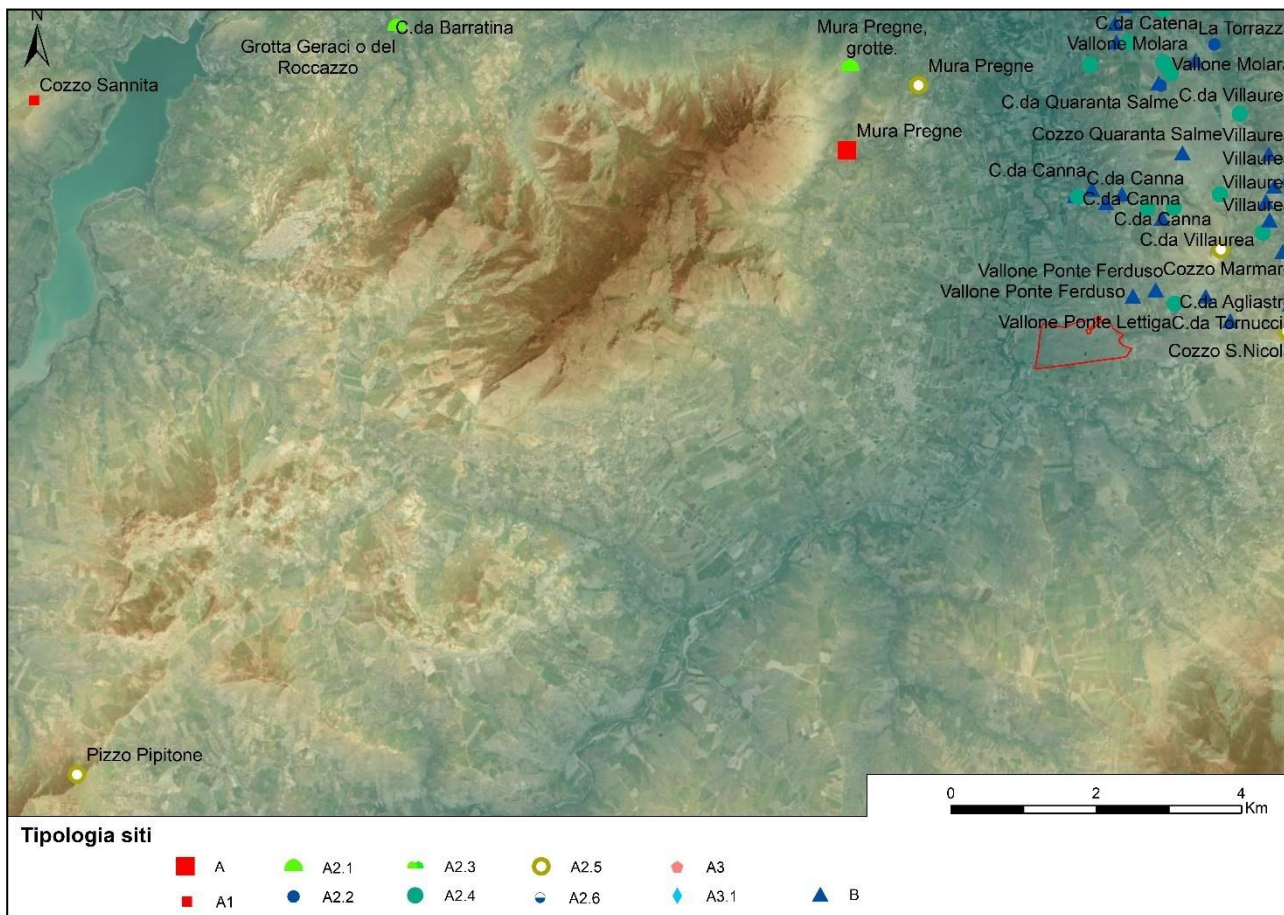 N
C.da Barratina
Grotta Geraci o del
Roccazzo
Cozzo Sannita
Mura Pregne,
grotte.
Mura Pregne
Mura Pregne
C.da Catena
La Torrazz
Vallone Molara
Vallone Molara
C.da Quaranta Salme
C.da Villaure
Cozzo Quaranta Salme
Villaure
Villaure
C.da Canna
C.da Canna
Villaure
C.da Canna
Villaure
C.da Canna
C.da Villaurea
Vallone Ponte Ferduso
Cozzo Marmar
Vallone Ponte Ferduso
C.da Agliastr
Vallone Ponte Lettiga
C.da Tornucci
Cozzo S.Nicol
Pizzo Pipitone
0 2 4
Km
Tipologia siti
A A2.1 A2.3 A2.5 A3
A1 A2.2 A2.4 A2.6 A3.1 B